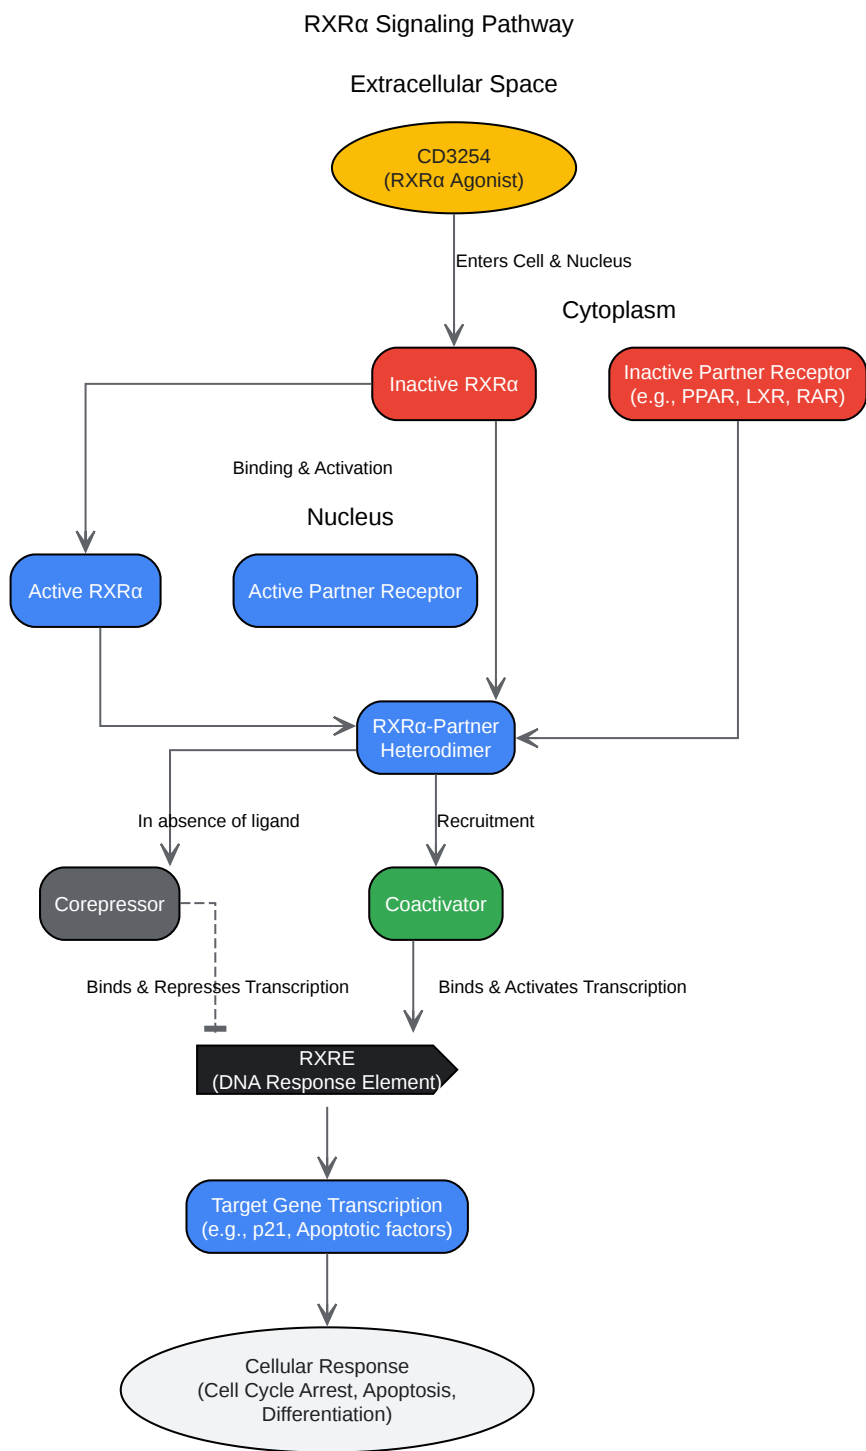 RXRα Signaling Pathway
Extracellular Space
CD3254
(RXRα Agonist)
Enters Cell & Nucleus
Cytoplasm
Inactive RXRα
Inactive Partner Receptor
(e.g., PPAR, LXR, RAR)
Binding & Activation
Nucleus
Active RXRα
Active Partner Receptor
RXRα-Partner
Heterodimer
In absence of ligand
Recruitment
Corepressor
Coactivator
Binds & Represses Transcription
Binds & Activates Transcription
RXRE
(DNA Response Element)
Target Gene Transcription
(e.g., p21, Apoptotic factors)
Cellular Response
(Cell Cycle Arrest, Apoptosis,
Differentiation)